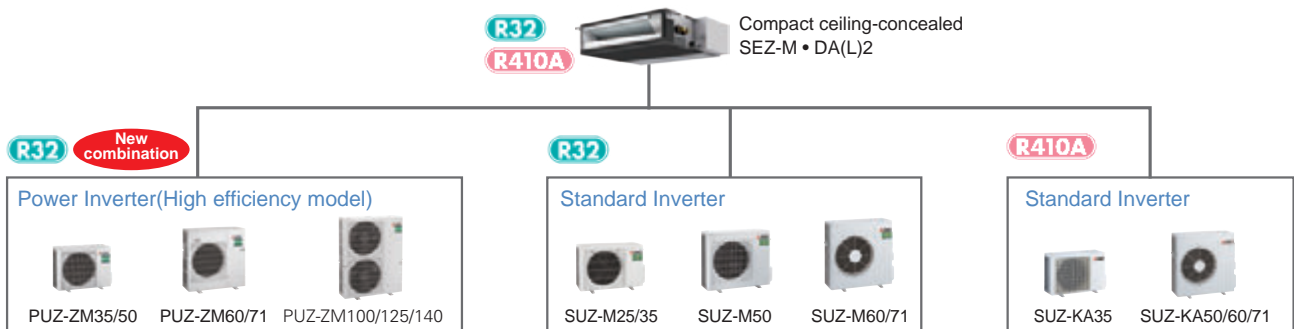 R32
R410A
Compact ceiling-concealed
SEZ-M • DA(L)2
R32
New
combination
Power Inverter(High efficiency model)
PUZ-ZM35/50
PUZ-ZM60/71
PUZ-ZM100/125/140
R32
Standard Inverter
SUZ-M25/35
SUZ-M50
SUZ-M60/71
R410A
Standard Inverter
SUZ-KA35
SUZ-KA50/60/71